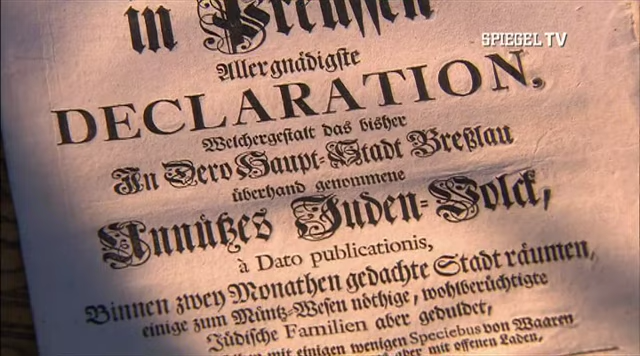 in Preussen
SPIEGEL TV
Allergnädigste
DECLARATION,
Welchergestalt das bisher
In Dero Haupt-Stadt Breßlau
überhand genommene
Unnützes Juden-Volck,
à Dato publicationis,
Binnen zwey Monathen gedachte Stadt räumen,
einige zum Müntz-Wesen nöthige, wohlberüchtigte
Jüdische Familien aber geduldet,
mit einigen wenigen Speciebus von Waaren
aber mit offenen Laden,